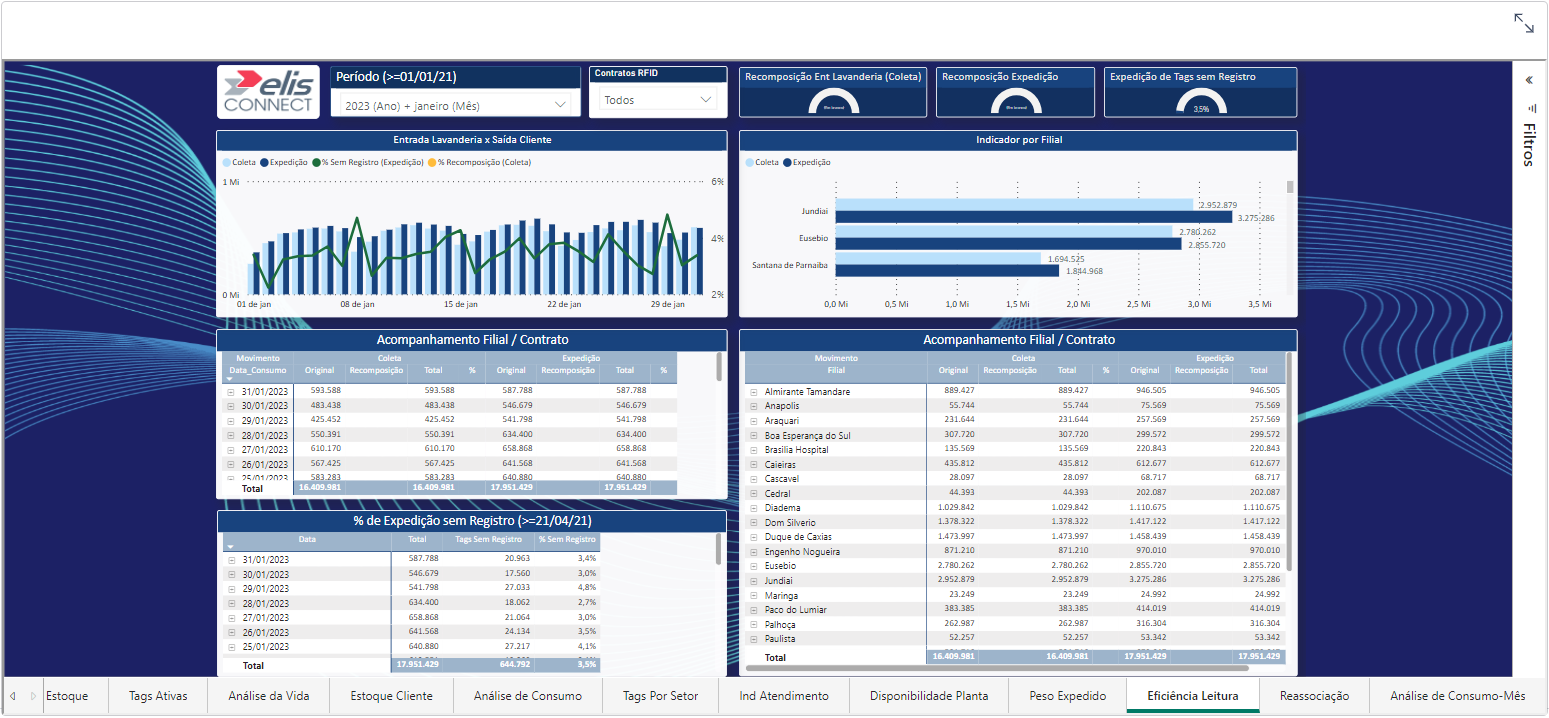 elis
CONNECT
Período (>=01/01/21)
2023 (Ano) + janeiro (Mês)
Contratos RFID
Todos
Recomposição Ent Lavanderia (Coleta)
Recomposição Expedição
Expedição de Tags sem Registro
3,5%
Filtros
Entrada Lavanderia x Saída Cliente
Coleta Expedição % Sem Registro (Expedição) % Recomposição (Coleta)
1 Mi 6%
4%
0 Mi 2%
01 de jan 08 de jan 15 de jan 22 de jan 29 de jan
Indicador por Filial
Coleta Expedição
Jundiai 2.952.879
3.275.286
Eusebio 2.780.262
2.855.720
Santana de Parnaiba 1.694.525
1.844.968
0,0 Mi 0,5 Mi 1,0 Mi 1,5 Mi 2,0 Mi 2,5 Mi 3,0 Mi 3,5 Mi
Acompanhamento Filial / Contrato
Movimento Coleta Expedição
Data_Consumo Original Recomposição Total % Original Recomposição Total %
31/01/2023 593.588 593.588 587.788 587.788
30/01/2023 483.438 483.438 546.679 546.679
29/01/2023 425.452 425.452 541.798 541.798
28/01/2023 550.391 550.391 634.400 634.400
27/01/2023 610.170 610.170 658.868 658.868
26/01/2023 567.425 567.425 641.568 641.568
25/01/2023 583.283 583.283 640.880 640.880
Total 16.409.981 16.409.981 17.951.429 17.951.429
% de Expedição sem Registro (>=21/04/21)
Data Total Tags Sem Registro % Sem Registro
31/01/2023 587.788 20.963 3,4%
30/01/2023 546.679 17.560 3,0%
29/01/2023 541.798 27.033 4,8%
28/01/2023 634.400 18.062 2,7%
27/01/2023 658.868 21.064 3,0%
26/01/2023 641.568 24.134 3,5%
25/01/2023 640.880 27.217 4,1%
Total 17.951.429 644.792 3,5%
Acompanhamento Filial / Contrato
Movimento Coleta Expedição
Filial Original Recomposição Total % Original Recomposição Total
Almirante Tamandare 889.427 889.427 946.505 946.505
Anapolis 55.744 55.744 75.569 75.569
Araquari 231.644 231.644 257.569 257.569
Boa Esperança do Sul 307.720 307.720 299.572 299.572
Brasilia Hospital 135.569 135.569 220.843 220.843
Caieiras 435.812 435.812 612.677 612.677
Cascavel 28.097 28.097 68.717 68.717
Cedral 44.393 44.393 202.087 202.087
Diadema 1.029.842 1.029.842 1.110.675 1.110.675
Dom Silverio 1.378.322 1.378.322 1.417.122 1.417.122
Duque de Caxias 1.473.997 1.473.997 1.458.439 1.458.439
Engenho Nogueira 871.210 871.210 970.010 970.010
Eusebio 2.780.262 2.780.262 2.855.720 2.855.720
Jundiai 2.952.879 2.952.879 3.275.286 3.275.286
Maringa 23.249 23.249 24.992 24.992
Paco do Lumiar 383.385 383.385 414.019 414.019
Palhoça 262.987 262.987 316.304 316.304
Paulista 52.257 52.257 53.342 53.342
Total 16.409.981 16.409.981 17.951.429 17.951.429
Estoque Tags Ativas Análise da Vida Estoque Cliente Análise de Consumo Tags Por Setor Ind Atendimento Disponibilidade Planta Peso Expedido Eficiência Leitura Reassociação Análise de Consumo-Mês